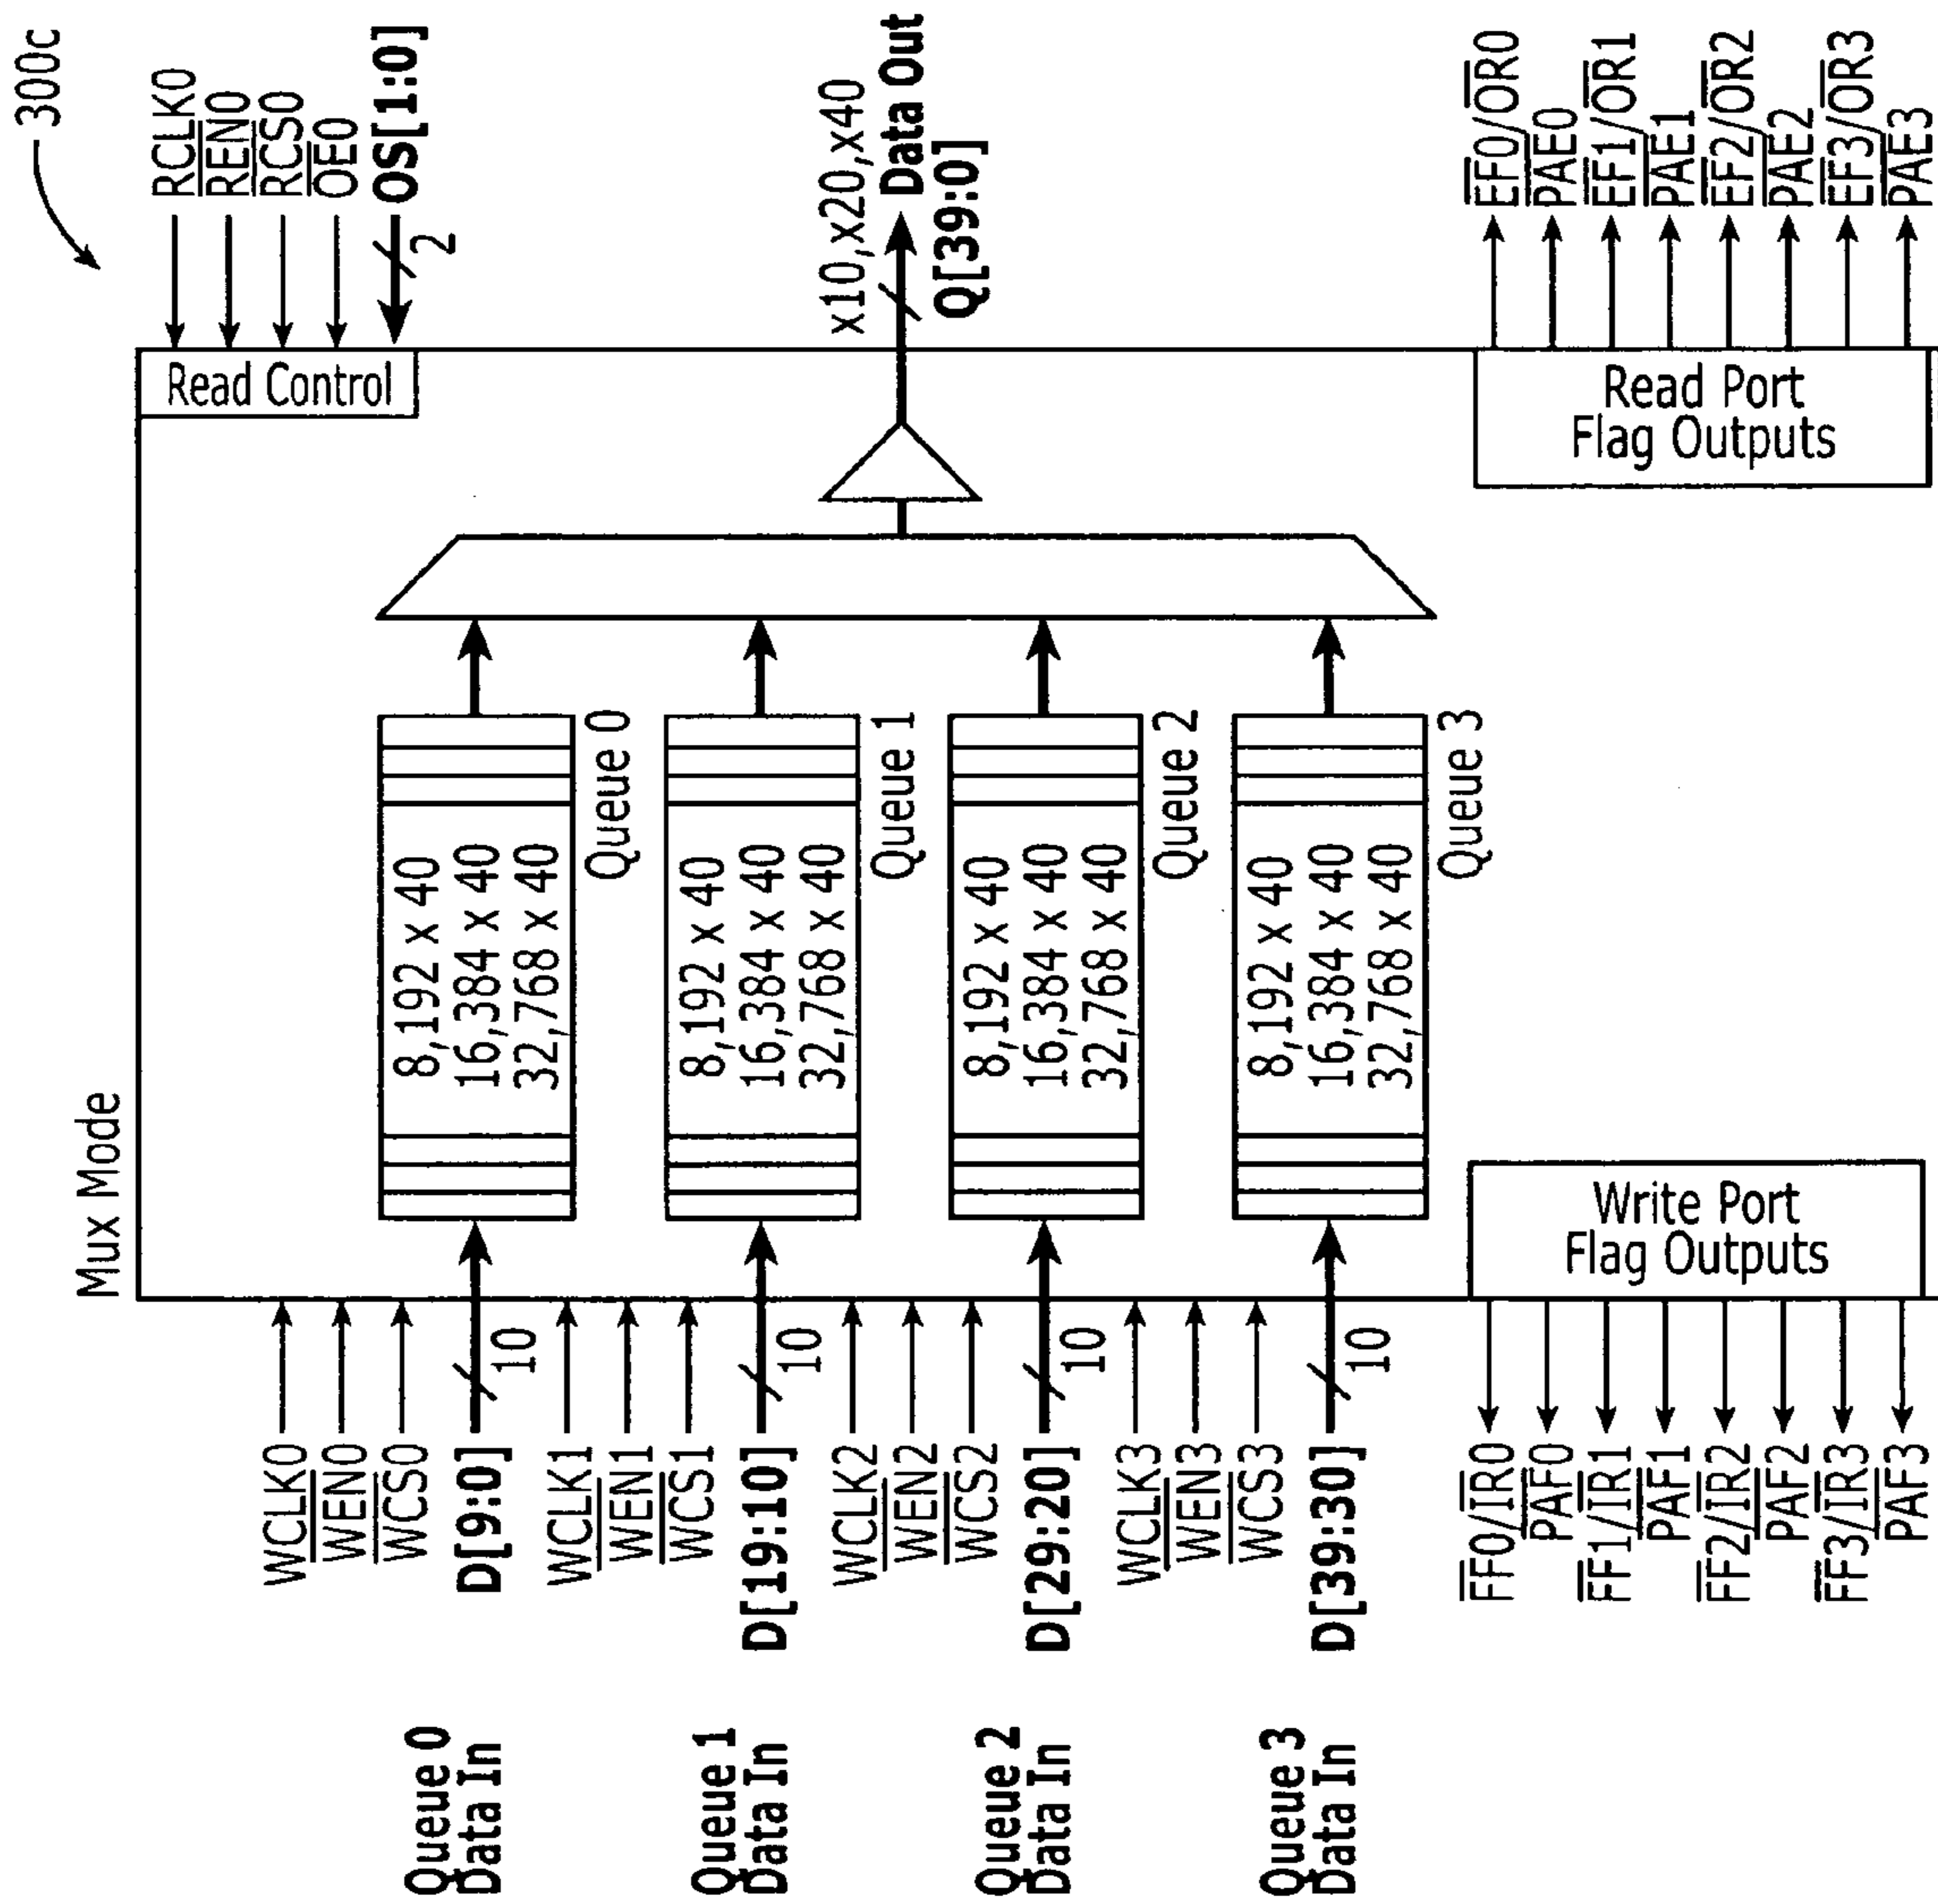 300c
Mux Mode
WCLK0
WEN0
WCS0
Queue 0
Data In
D[9:0]
10
WCLK1
WEN1
WCS1
Queue 1
Data In
D[19:10]
10
WCLK2
WEN2
WCS2
Queue 2
Data In
D[29:20]
10
WCLK3
WEN3
WCS3
Queue 3
Data In
D[39:30]
10
FF0/IR0
PAF0
FF1/IR1
PAF1
FF2/IR2
PAF2
FF3/IR3
PAF3
Write Port
Flag Outputs
8,192 x 40
16,384 x 40
32,768 x 40
Queue 0
8,192 x 40
16,384 x 40
32,768 x 40
Queue 1
8,192 x 40
16,384 x 40
32,768 x 40
Queue 2
8,192 x 40
16,384 x 40
32,768 x 40
Queue 3
Read Control
RCLK0
REN0
RCS0
OE0
OS[1:0]
2
x10,x20,x40
Data Out
Q[39:0]
Read Port
Flag Outputs
EF0/OR0
PAE0
EF1/OR1
PAE1
EF2/OR2
PAE2
EF3/OR3
PAE3